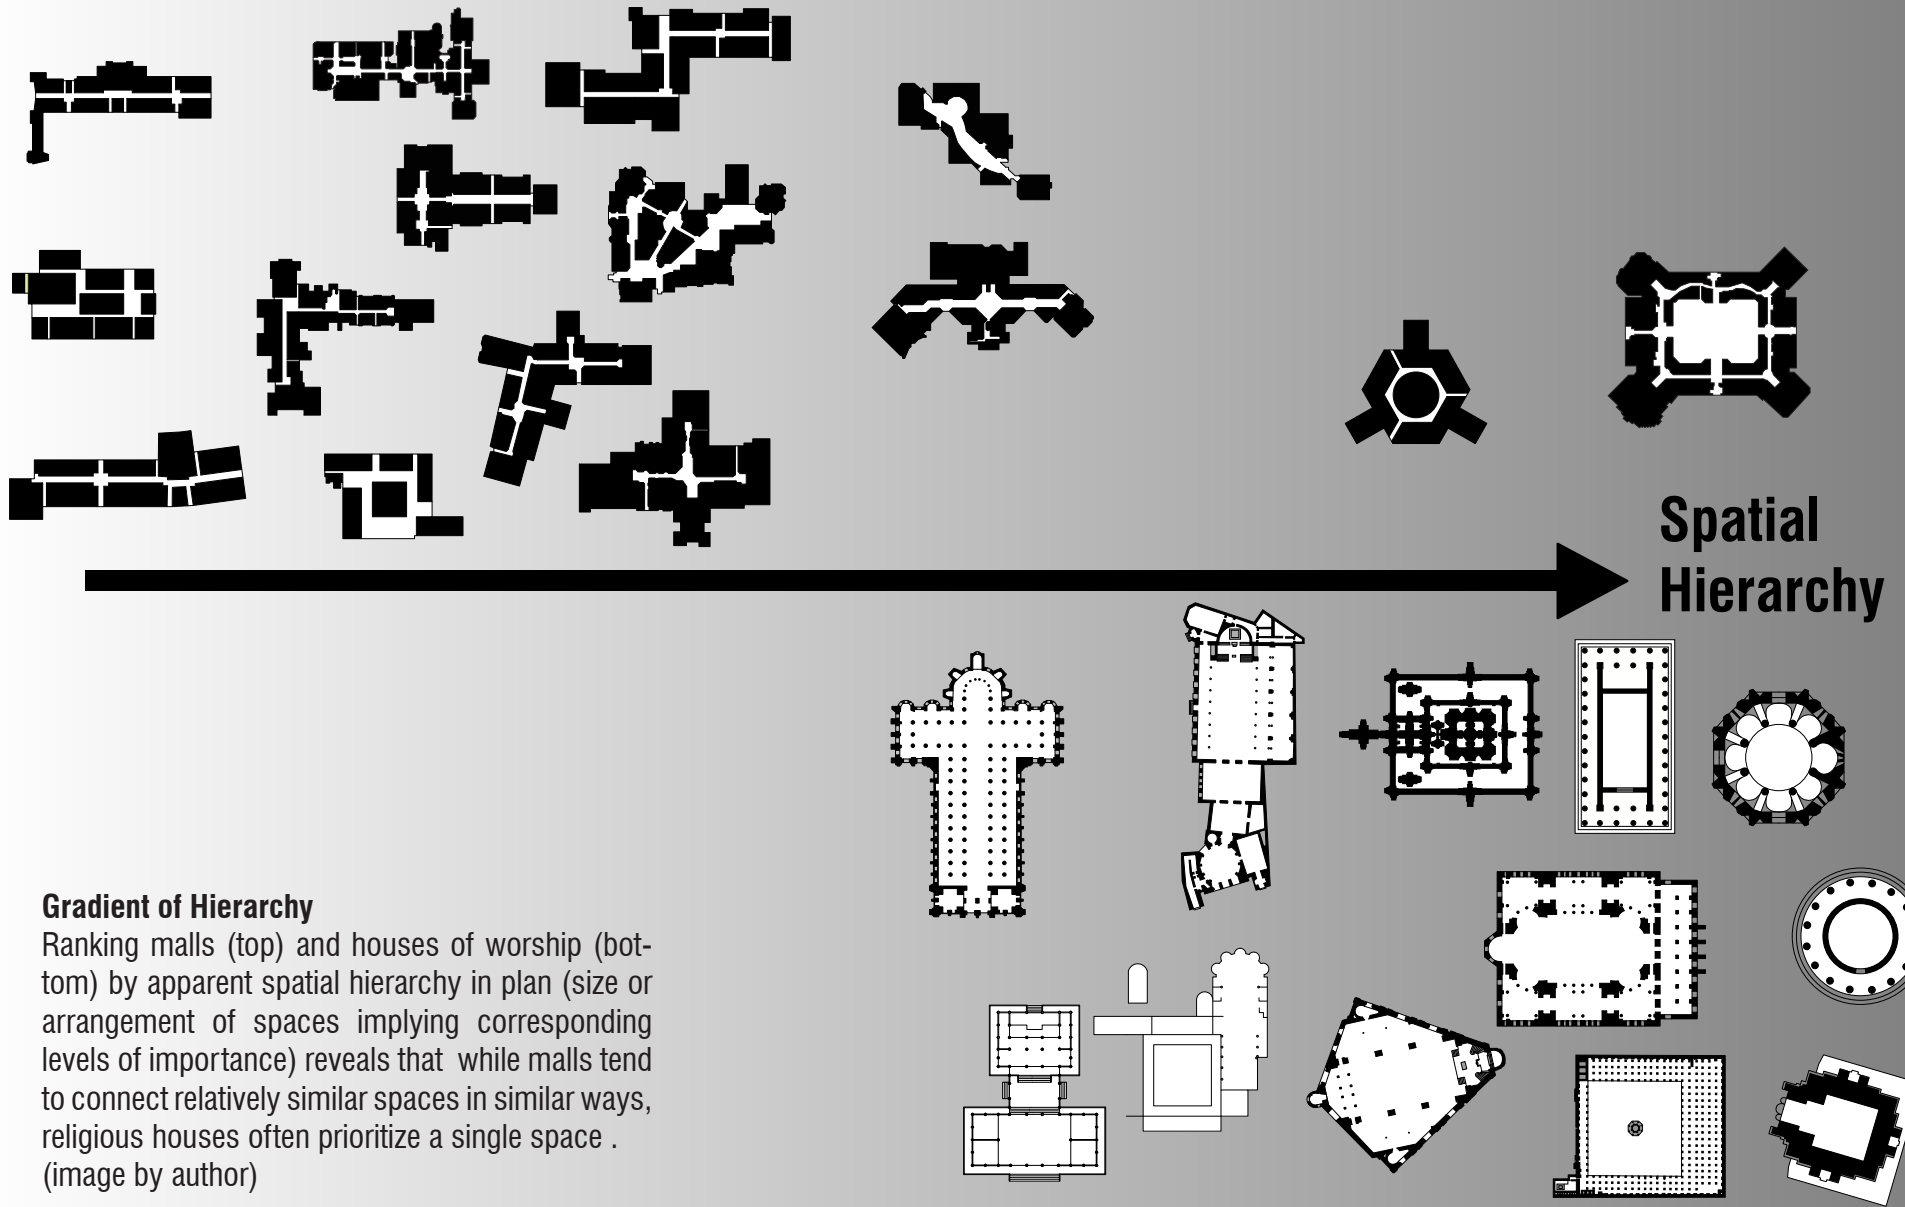 Spatial
Hierarchy
Gradient of Hierarchy
Ranking malls (top) and houses of worship (bot-
tom) by apparent spatial hierarchy in plan (size or
arrangement of spaces implying corresponding
levels of importance) reveals that while malls tend
to connect relatively similar spaces in similar ways,
religious houses often prioritize a single space .
(image by author)